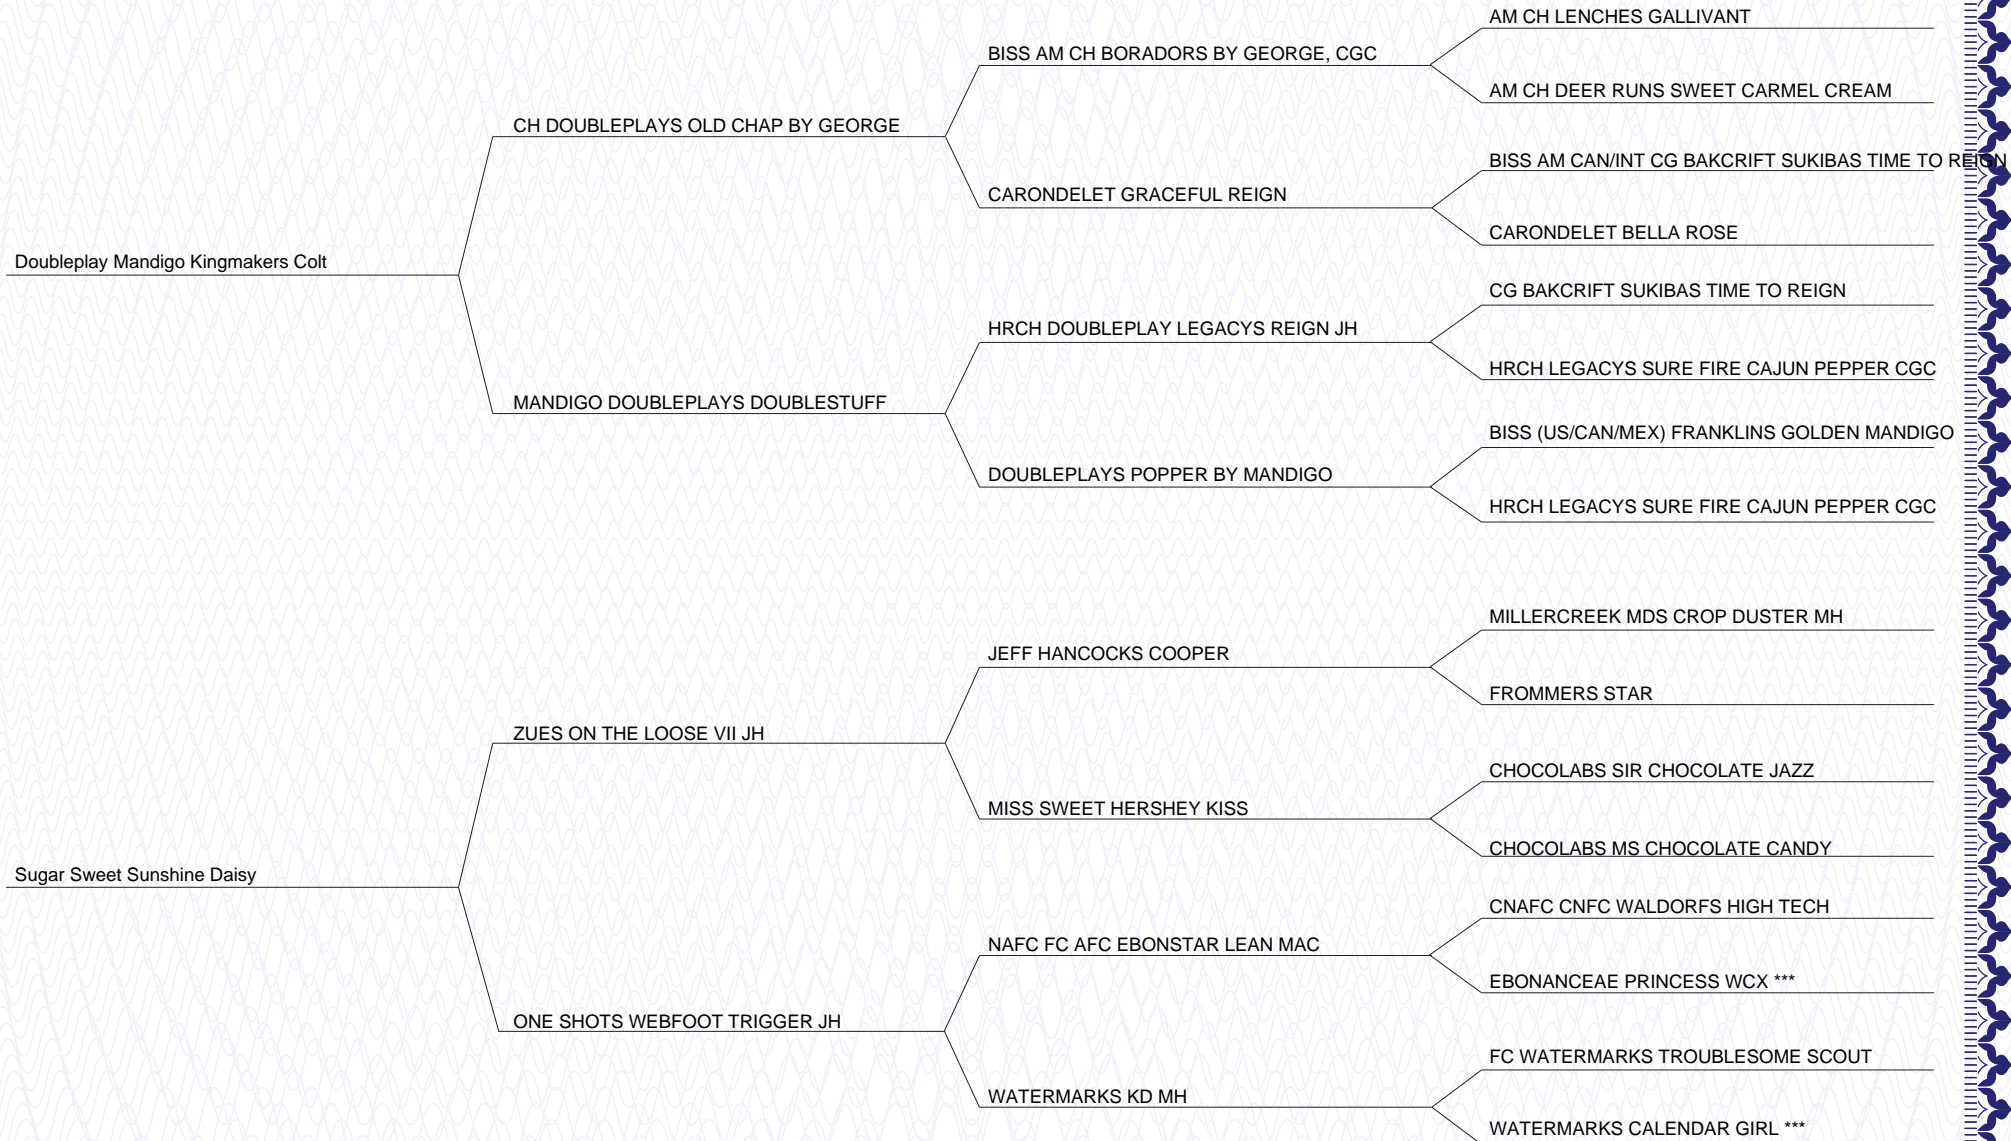 AM CH LENCHES GALLIVANT
BISS AM CH BORADORS BY GEORGE, CGC
AM CH DEER RUNS SWEET CARMEL CREAM
CH DOUBLEPLAYS OLD CHAP BY GEORGE
BISS AM CAN/INT CG BAKCRIFT SUKIBAS TIME TO REIGN
CARONDELET GRACEFUL REIGN
CARONDELET BELLA ROSE
Doubleplay Mandigo Kingmakers Colt
CG BAKCRIFT SUKIBAS TIME TO REIGN
HRCH DOUBLEPLAY LEGACYS REIGN JH
HRCH LEGACYS SURE FIRE CAJUN PEPPER CGC
MANDIGO DOUBLEPLAYS DOUBLESTUFF
BISS (US/CAN/MEX) FRANKLINS GOLDEN MANDIGO
DOUBLEPLAYS POPPER BY MANDIGO
HRCH LEGACYS SURE FIRE CAJUN PEPPER CGC
MILLERCREEK MDS CROP DUSTER MH
JEFF HANCOCKS COOPER
FROMMERS STAR
ZUES ON THE LOOSE VII JH
CHOCOLABS SIR CHOCOLATE JAZZ
MISS SWEET HERSHEY KISS
CHOCOLABS MS CHOCOLATE CANDY
Sugar Sweet Sunshine Daisy
CNAFC CNFC WALDORFS HIGH TECH
NAFC FC AFC EBONSTAR LEAN MAC
EBONANCEAE PRINCESS WCX ***
ONE SHOTS WEBFOOT TRIGGER JH
FC WATERMARKS TROUBLESOME SCOUT
WATERMARKS KD MH
WATERMARKS CALENDAR GIRL ***